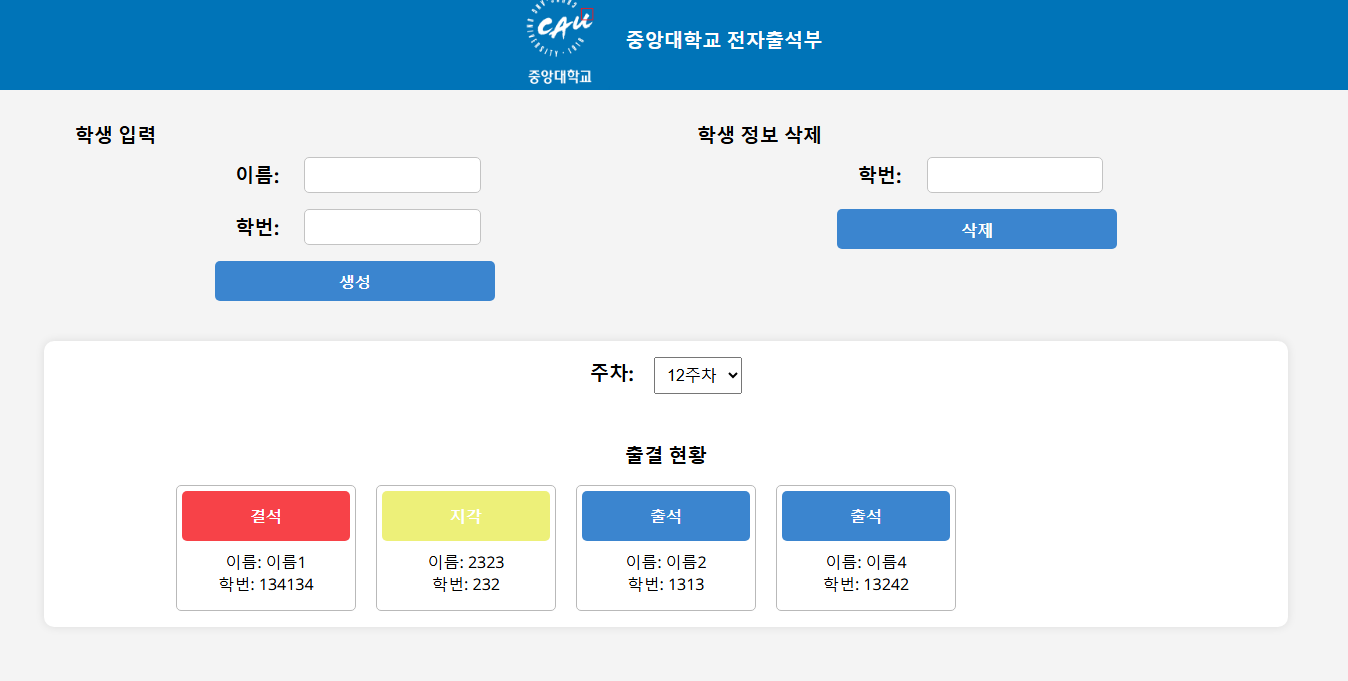 CAU
중앙대학교
중앙대학교 전자출석부
학생 입력
이름:
학번:
생성
학생 정보 삭제
학번:
삭제
주차: 12주차
출결 현황
결석
이름: 이름1
학번: 134134
지각
이름: 2323
학번: 232
출석
이름: 이름2
학번: 1313
출석
이름: 이름4
학번: 13242